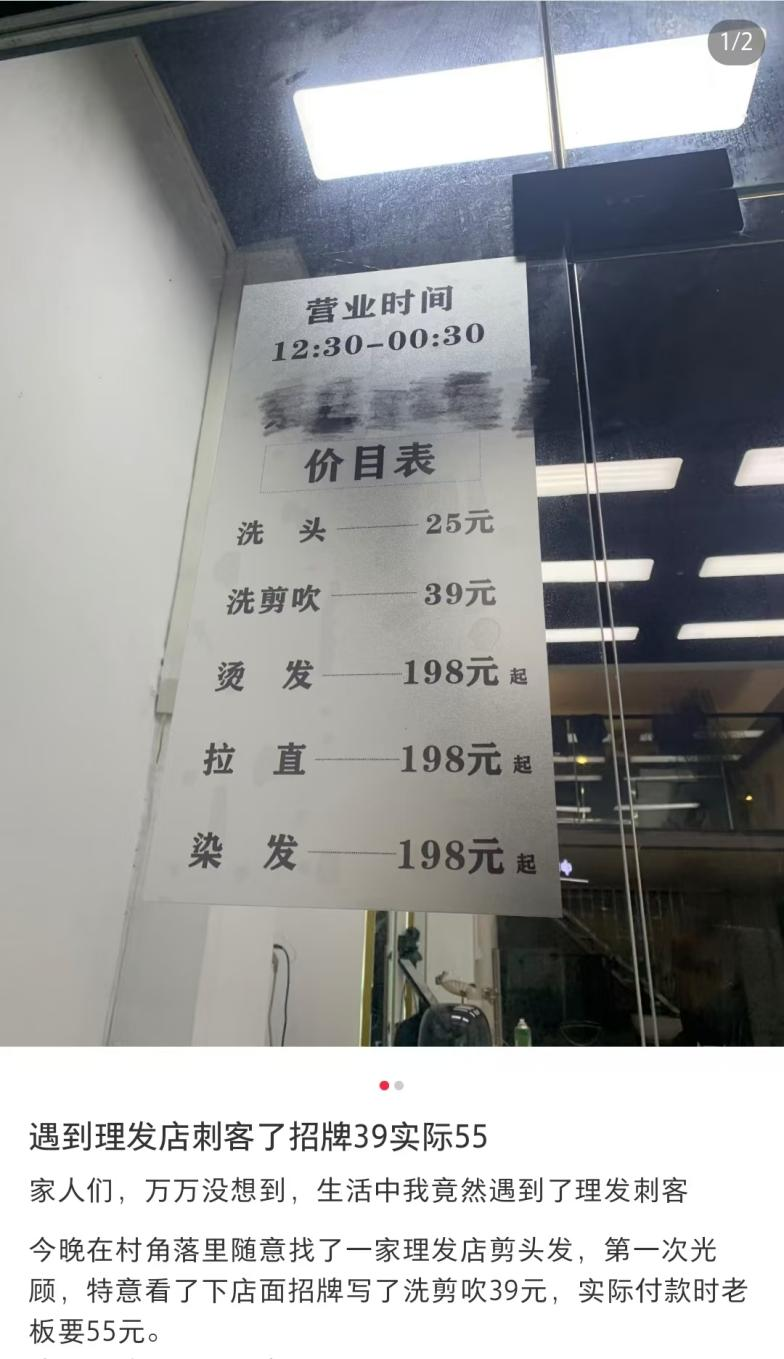 1/2
营业时间
12:30-00:30
价目表
洗 头 25元
洗剪吹 39元
烫 发 198元 起
拉 直 198元 起
染 发 198元 起
遇到理发店刺客了招牌39实际55
家人们，万万没想到，生活中我竟然遇到了理发刺客
今晚在村角落里随意找了一家理发店剪头发，第一次光
顾，特意看了下店面招牌写了洗剪吹39元，实际付款时老
板要55元。